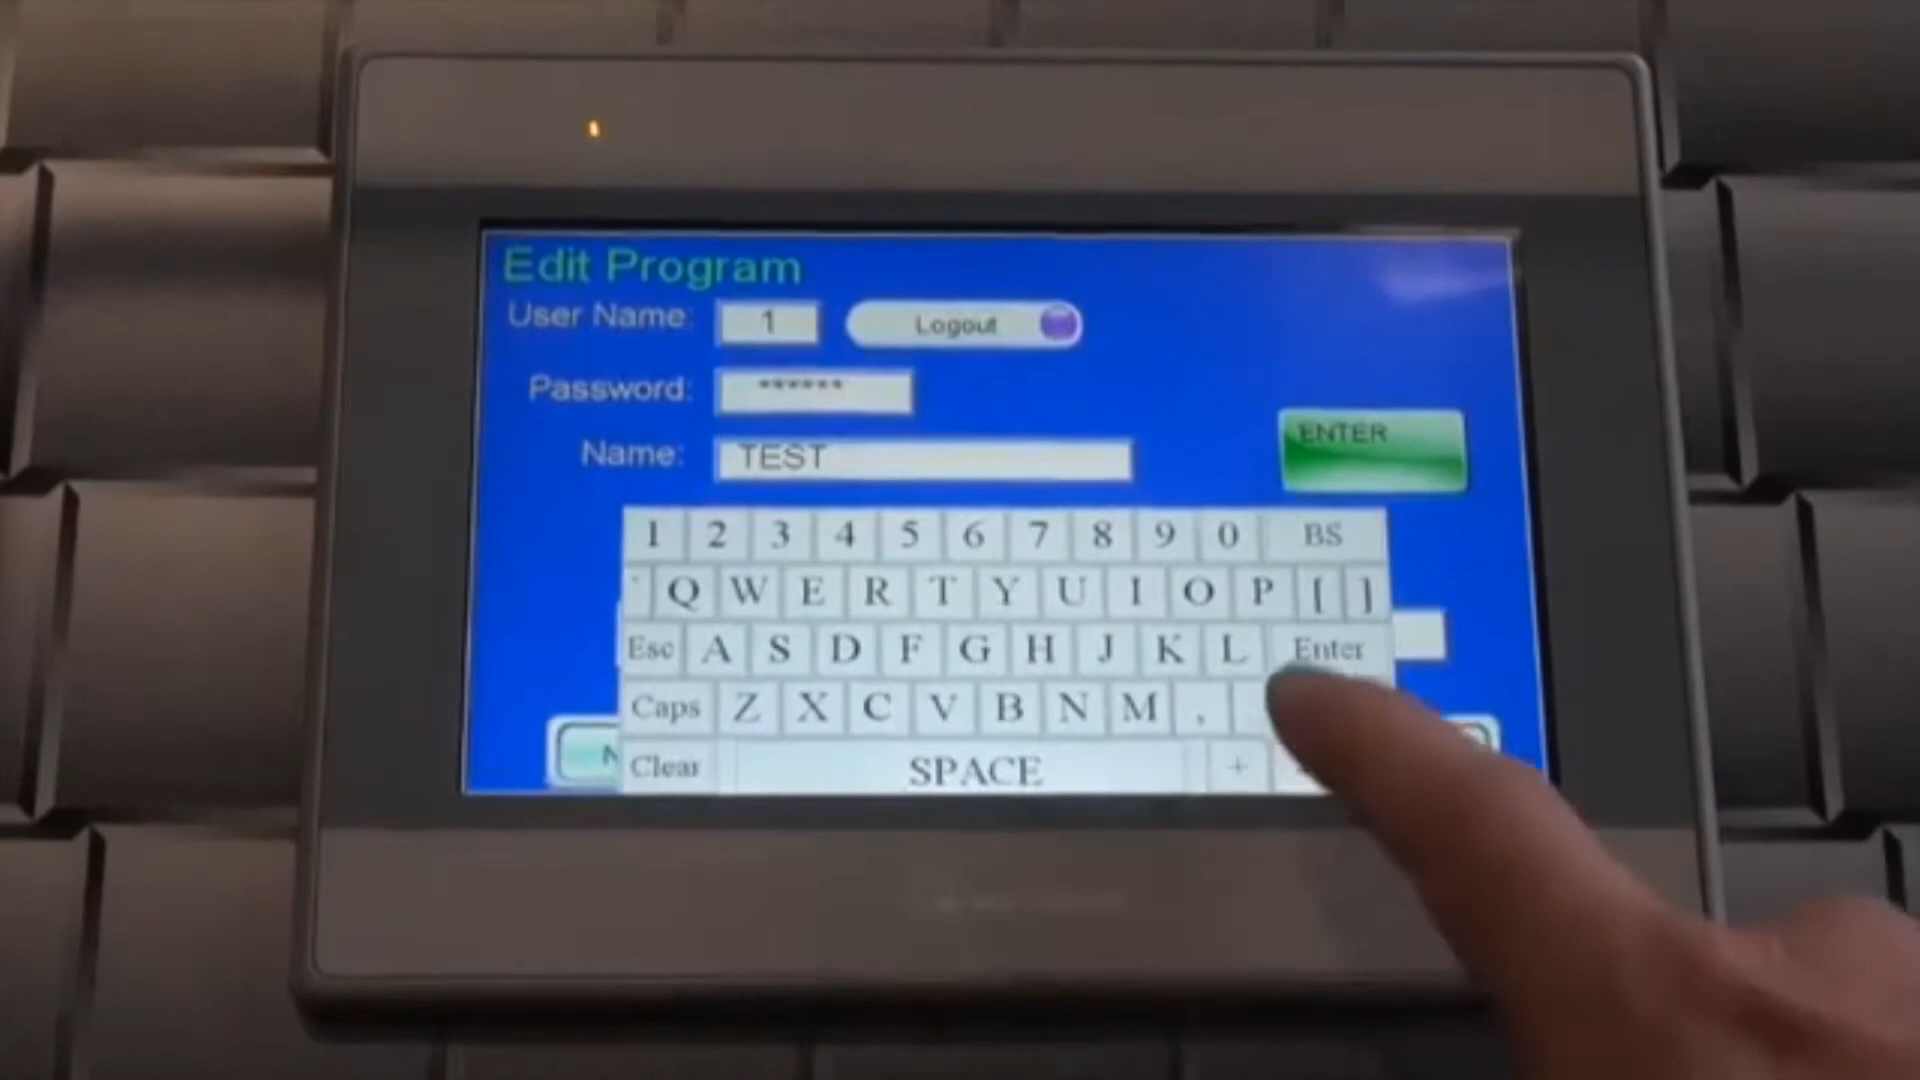 Edit Program
User Name: 1 Logout
Password: ******
Name: TEST
ENTER
1 2 3 4 5 6 7 8 9 0 BS
` Q W E R T Y U I O P [ ]
Esc A S D F G H J K L Enter
Caps Z X C V B N M ,
Clear SPACE +